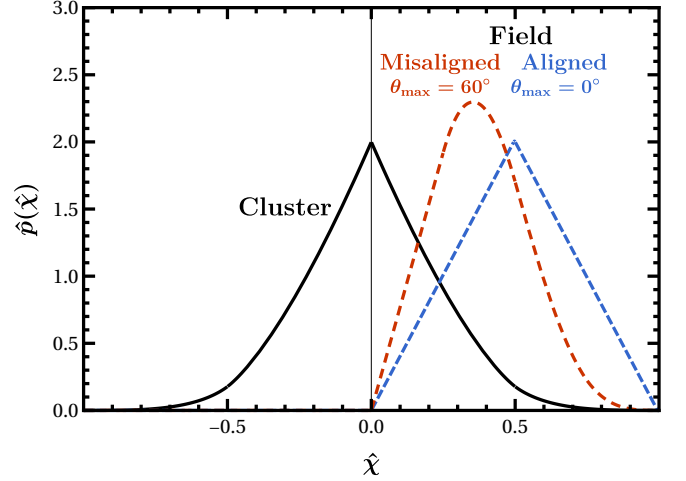 3.0
Field
Misaligned Aligned
θmax = 60° θmax = 0°
2.5
2.0
Cluster
1.5
p̂(χ̂)
1.0
0.5
0.0
−0.5 0.0 0.5
χ̂